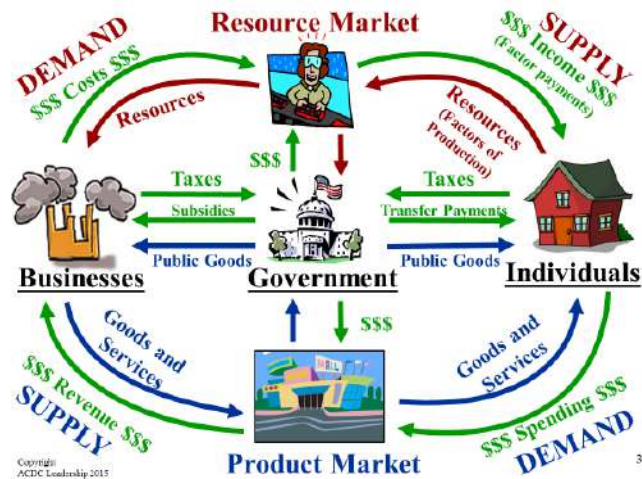 Resource Market
DEMAND
$$$ Costs $$$
Resources
SUPPLY
$$$ Income $$$
(Factor payments)
Resources
(Factors of
Production)
$$$
Taxes
Subsidies
Public Goods
Taxes
Transfer Payments
Public Goods
Businesses
Government
Individuals
Goods and
Services
$$$ Revenue $$$
SUPPLY
$$$
MALL
Goods and
Services
$$$ Spending $$$
DEMAND
Product Market
Copyright
ACDC Leadership 2015
3